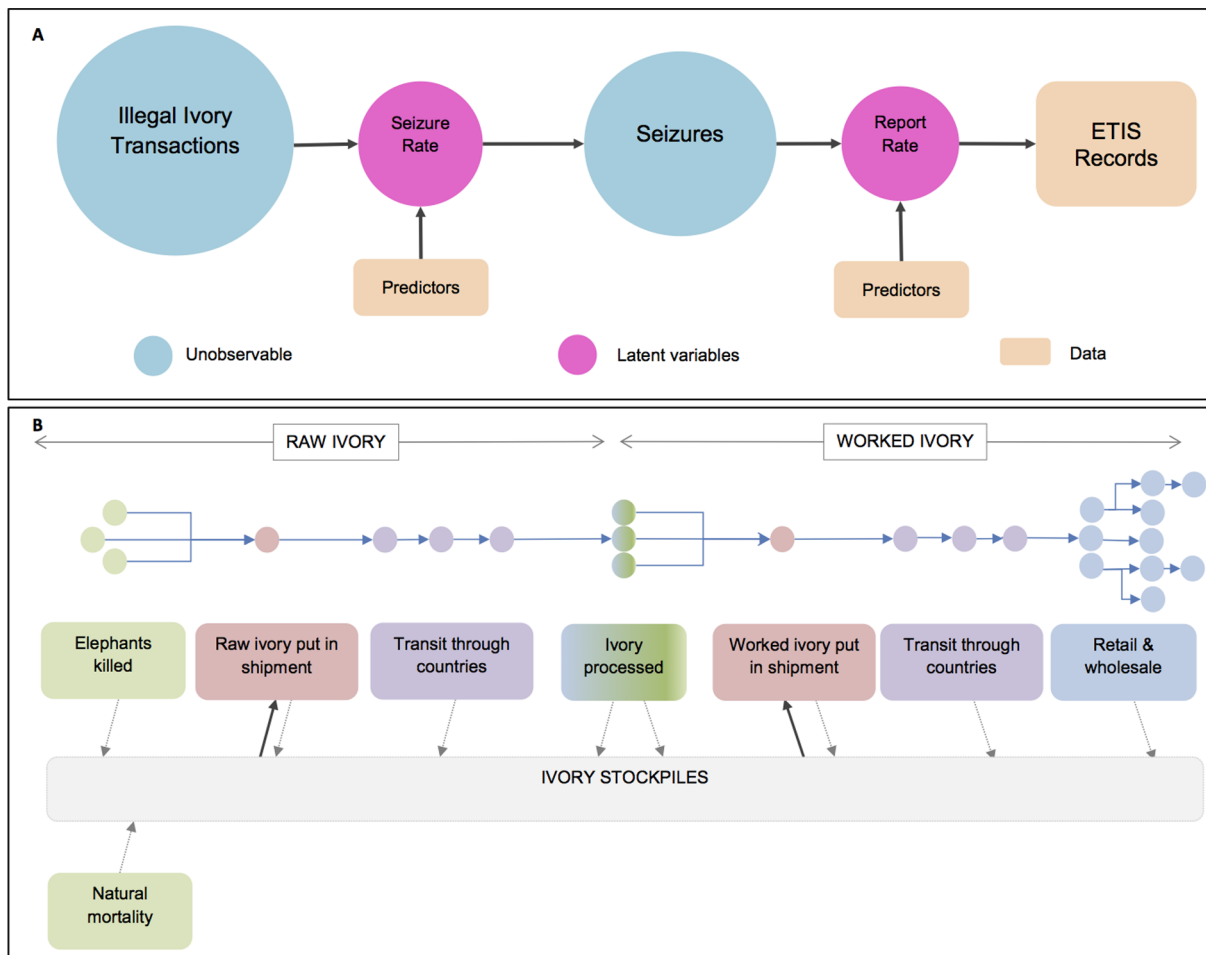 A
Illegal Ivory
Transactions
Seizure
Rate
Seizures
Report
Rate
ETIS
Records
Predictors
Predictors
Unobservable
Latent variables
Data
B
RAW IVORY
WORKED IVORY
Elephants
killed
Raw ivory put in
shipment
Transit through
countries
Ivory
processed
Worked ivory put
in shipment
Transit through
countries
Retail &
wholesale
IVORY STOCKPILES
Natural
mortality